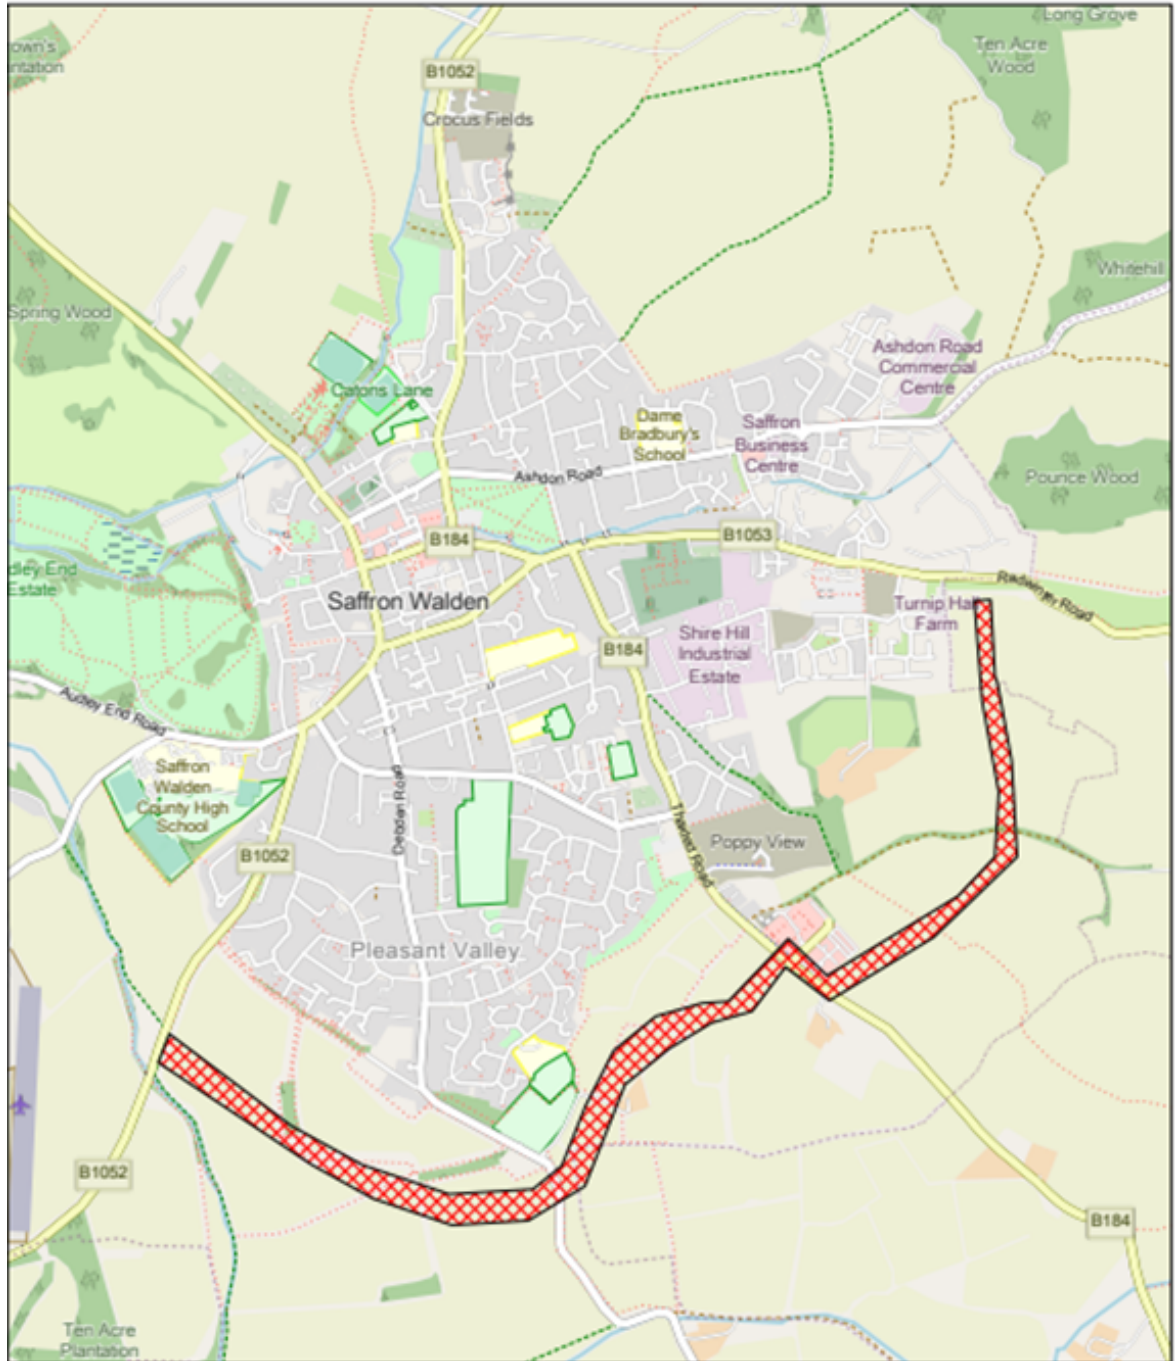 Long Grove
Ten Acre
Wood
B1052
Crocus Fields
Whitehill
Spring Wood
Ashdon Road
Commercial
Centre
Catons Lane
Dame
Bradbury's
School
Saffron
Business
Centre
Ashdon Road
Pounce Wood
B184
B1053
dley End
Estate
Radwinter Road
Saffron Walden
Turnip Hall
Farm
Shire Hill
Industrial
Estate
B184
Audley End Road
Saffron
Walden
County High
School
Debden Road
Thaxted Road
Poppy View
B1052
Pleasant Valley
B1052
B184
Ten Acre
Plantation